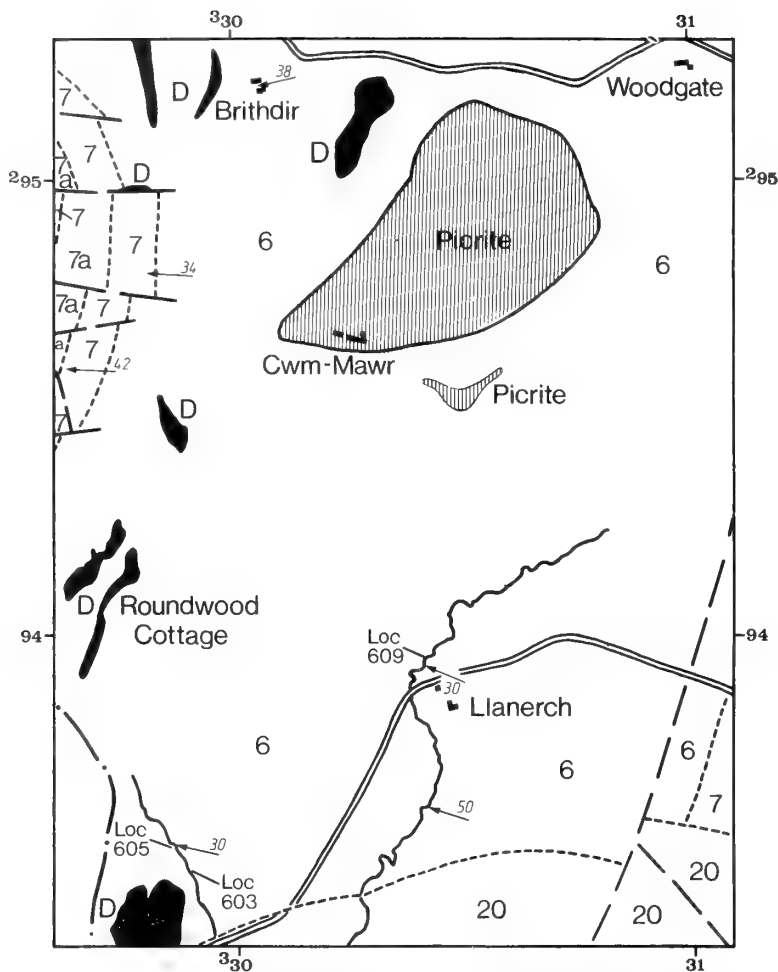 ³30
31
Woodgate
38
Brithdir
D
D
7
7
7
a
D
²95
295
7
7
7a
34
6
Picrite
6
7a
7
a
7
42
7
Cwm-Mawr
Picrite
D
D
Roundwood
Cottage
94
94
Loc
609
30
Llanerch
6
6
6
7
50
Loc
605
30
Loc
603
D
20
20
20
³30
31